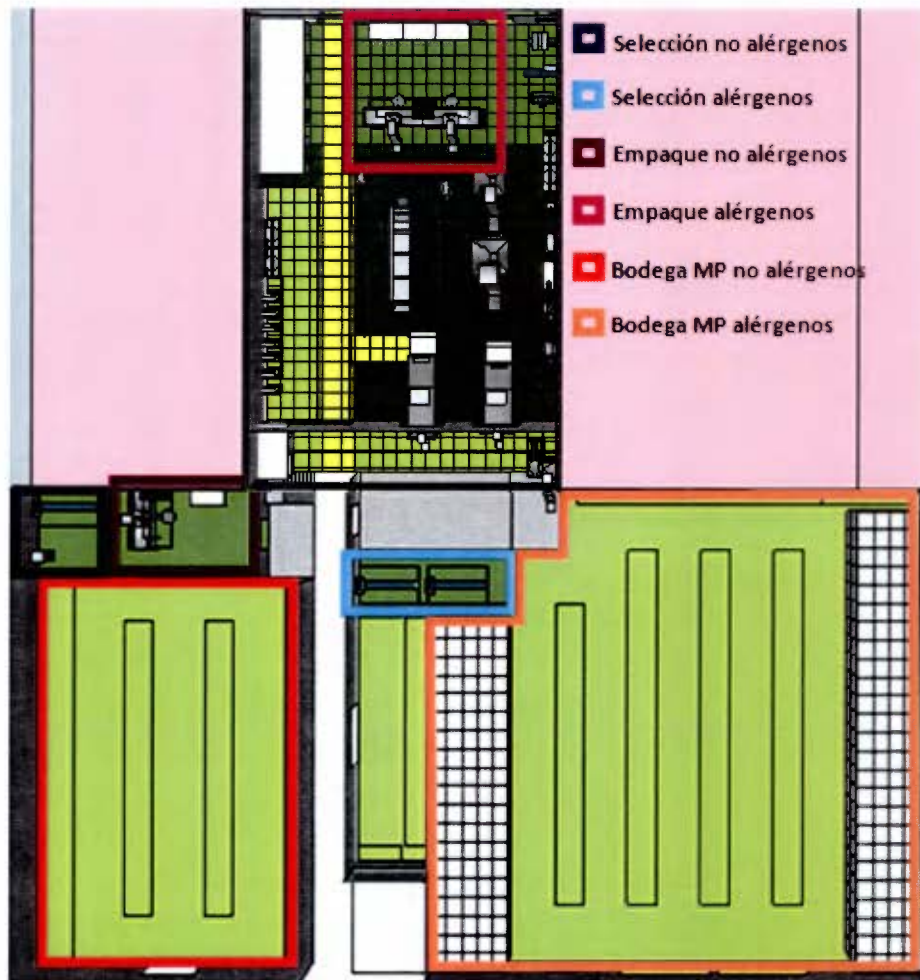 Selección no alérgenos
Selección alérgenos
Empaque no alérgenos
Empaque alérgenos
Bodega MP no alérgenos
Bodega MP alérgenos